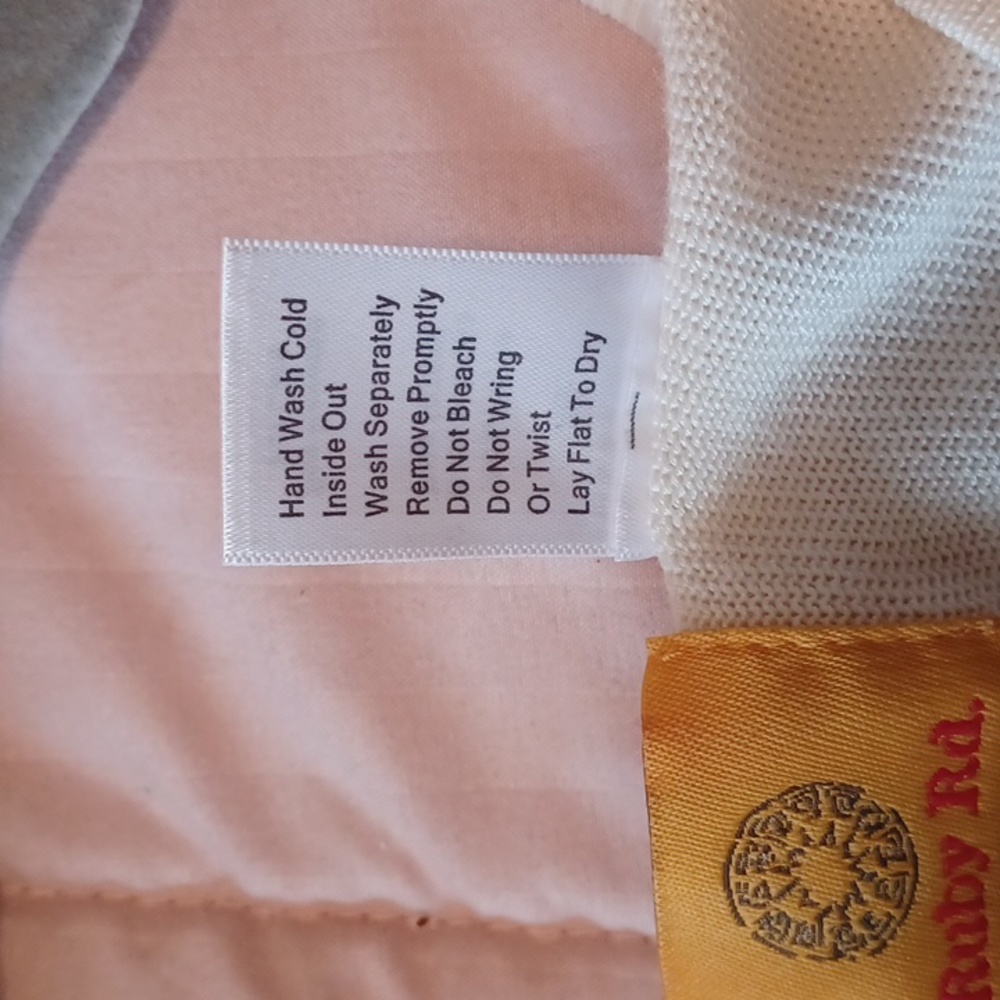 Hand Wash Cold
Inside Out
Wash Separately
Remove Promptly
Do Not Bleach
Do Not Wring
Or Twist
Lay Flat To Dry
Ruby Rd.